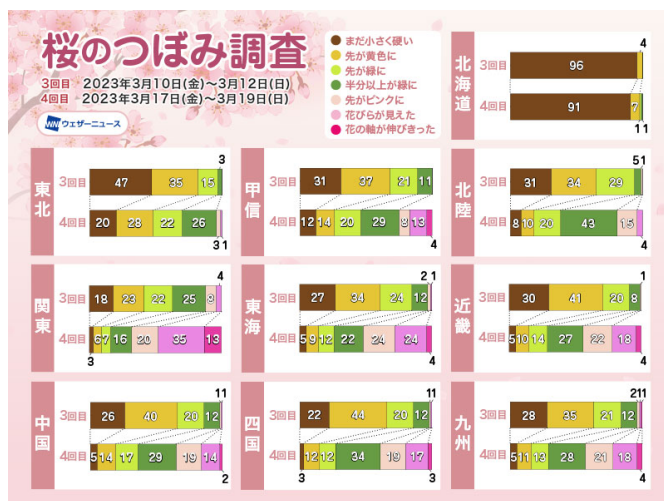 桜のつぼみ調査
3回目 2023年3月10日(金)〜3月12日(日)
4回目 2023年3月17日(金)〜3月19日(日)
WN ウェザーニュース
まだ小さく硬い
先が黄色に
先が緑に
半分以上が緑に
先がピンクに
花びらが見えた
花の軸が伸びきった
北海道
4
3回目 96
4回目 91 7
1 1
東北
3
3回目 47 35 15
4回目 20 28 22 26
3 1
甲信
3回目 31 37 21 11
4回目 12 14 20 29 8 13
4
北陸
5 1
3回目 31 34 29
4回目 8 10 20 43 15
4
関東
4
3回目 18 23 22 25 8
4回目 6 7 16 20 35 13
3
東海
2 1
3回目 27 34 24 12
4回目 5 9 12 22 24 24
4
近畿
1
3回目 30 41 20 8
4回目 5 10 14 27 22 18
4
中国
1 1
3回目 26 40 20 12
4回目 5 14 17 29 19 14
2
四国
1 1
3回目 22 44 20 12
4回目 12 12 34 19 17
3 3
九州
2 1 1
3回目 28 35 21 12
4回目 5 11 13 28 21 18
4